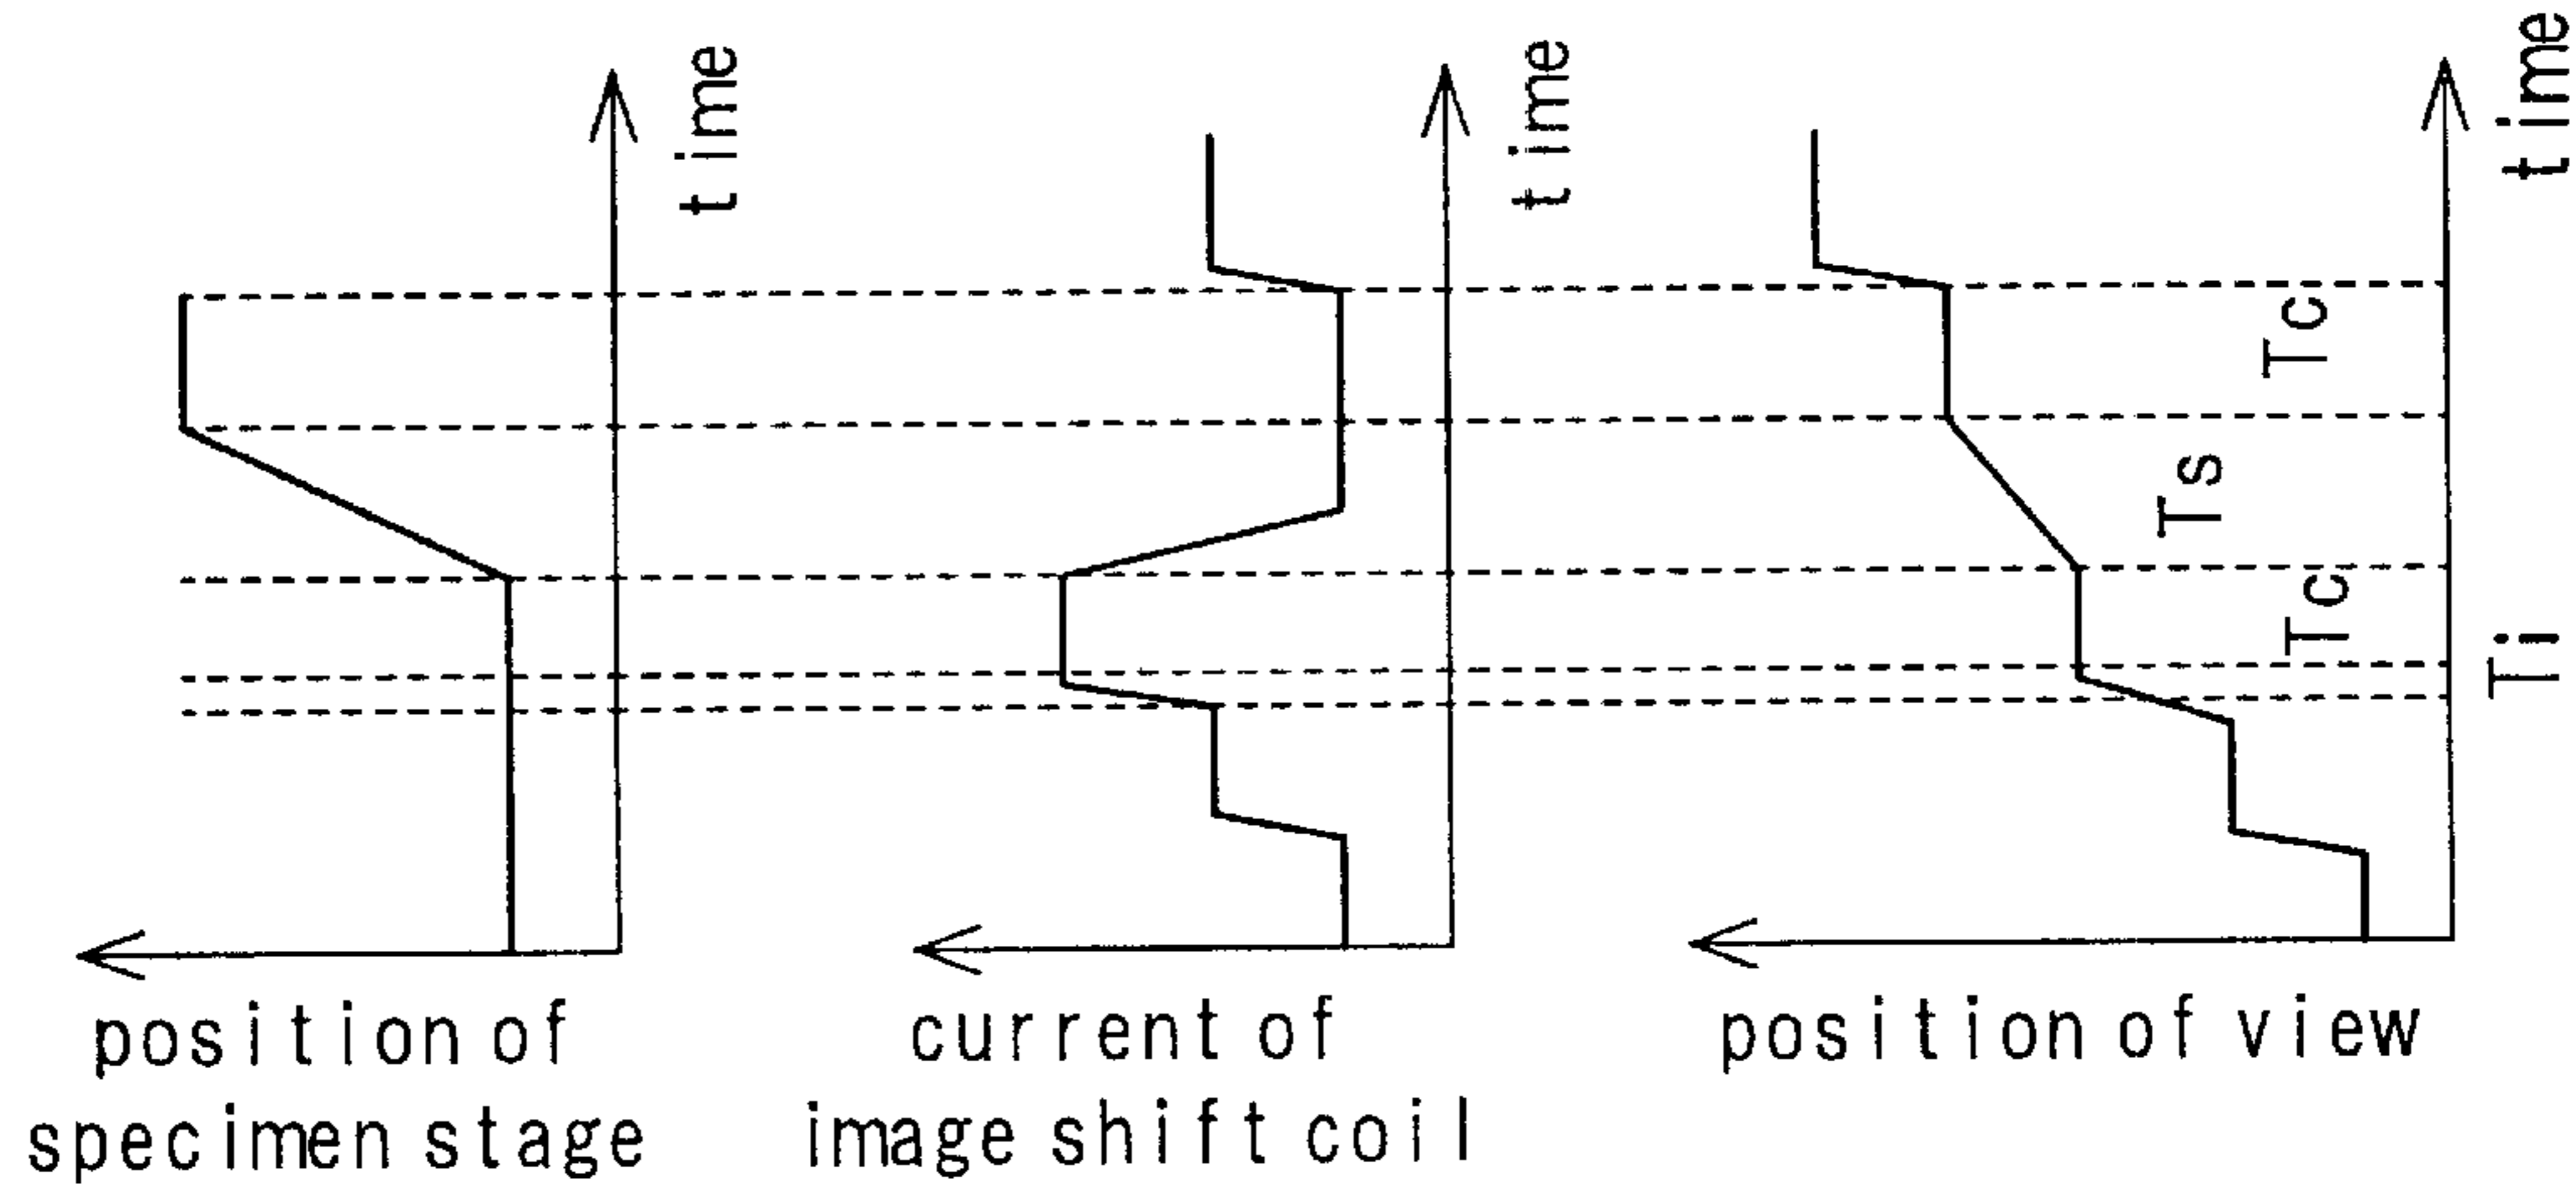 time
time
time
Tc
Ts
Tc
Ti
position of
specimen stage
current of
image shift coil
position of view